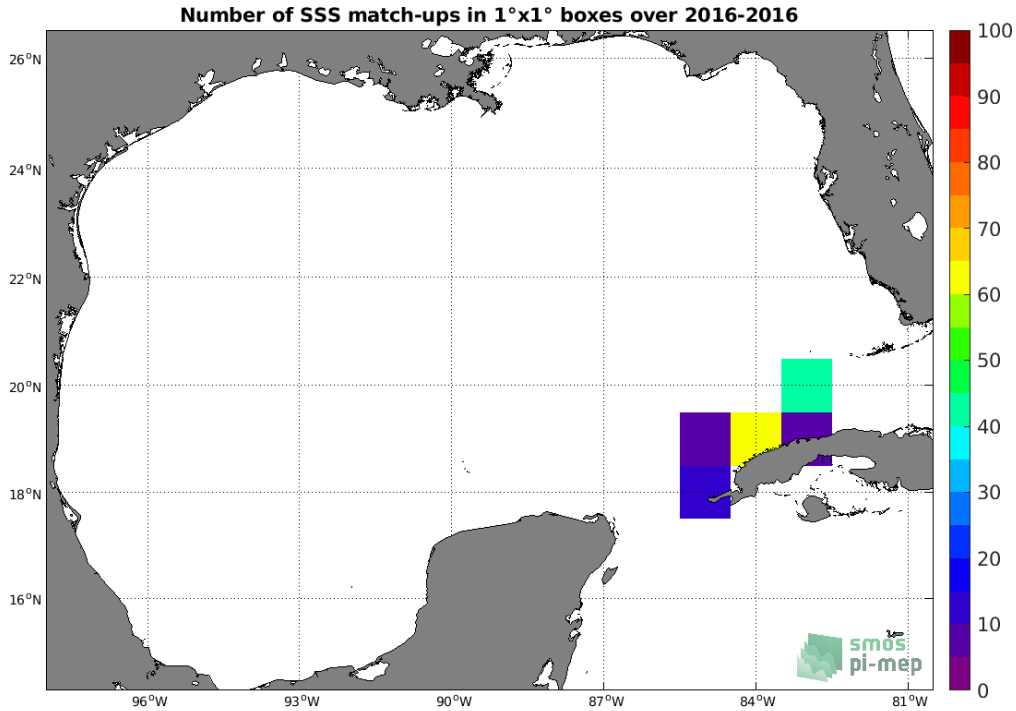 Number of SSS match-ups in 1°x1° boxes over 2016-2016
26°N
24°N
22°N
20°N
18°N
16°N
96°W
93°W
90°W
87°W
84°W
81°W
100
90
80
70
60
50
40
30
20
10
0
smos
pi-mep